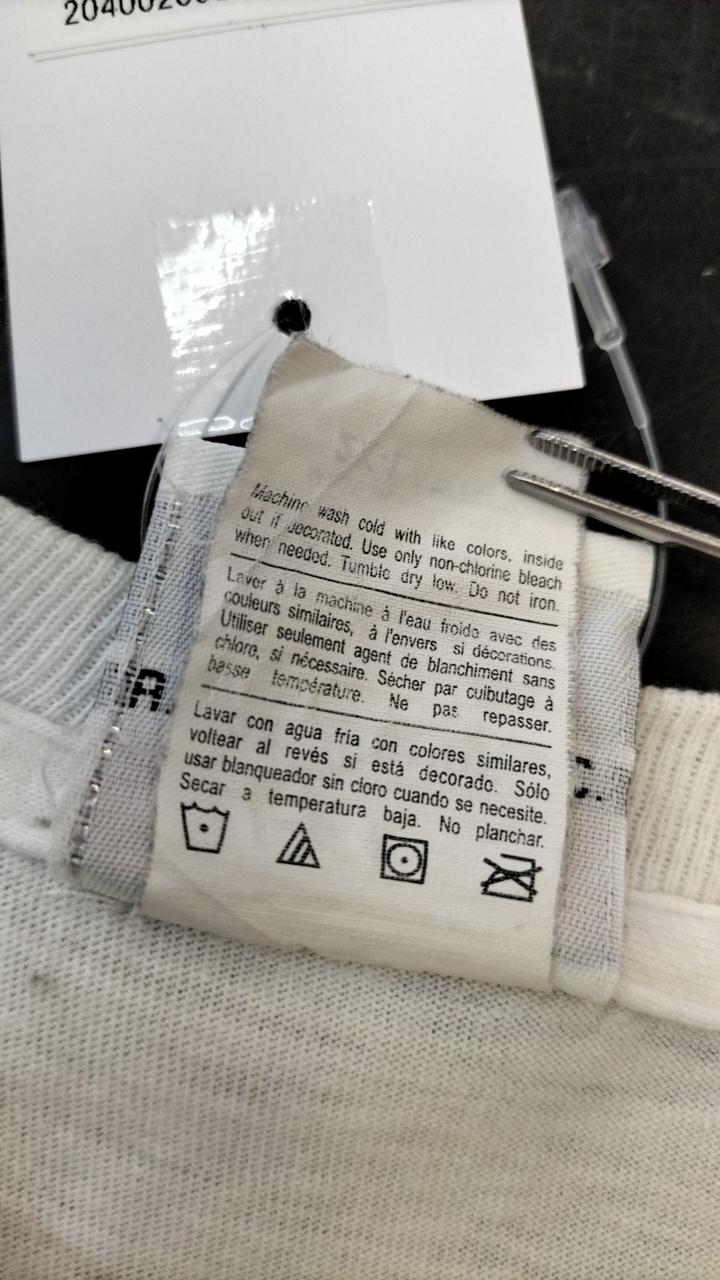 Machine wash cold with like colors, inside
out if decorated. Use only non-chlorine bleach
when needed. Tumble dry low. Do not iron.
Laver à la machine à l'eau froide avec des
couleurs similaires, à l'envers si décorations.
Utiliser seulement agent de blanchiment sans
chlore, si nécessaire. Sécher par culbutage à
basse température. Ne pas repasser.
Lavar con agua fría con colores similares,
voltear al revés si está decorado. Sólo
usar blanqueador sin cloro cuando se necesite.
Secar a temperatura baja. No planchar.